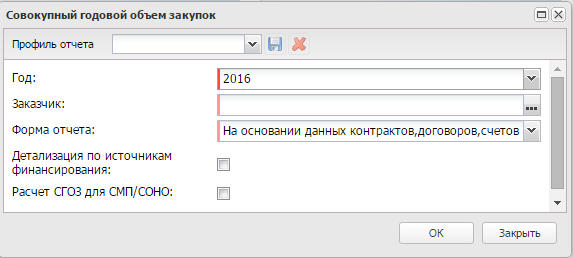 Совокупный годовой объем закупок
Профиль отчета
Год: 2016
Заказчик: ...
Форма отчета: На основании данных контрактов,договоров,счетов
Детализация по источникам
финансирования:
Расчет СГОЗ для СМП/СОНО:
ОК Закрыть